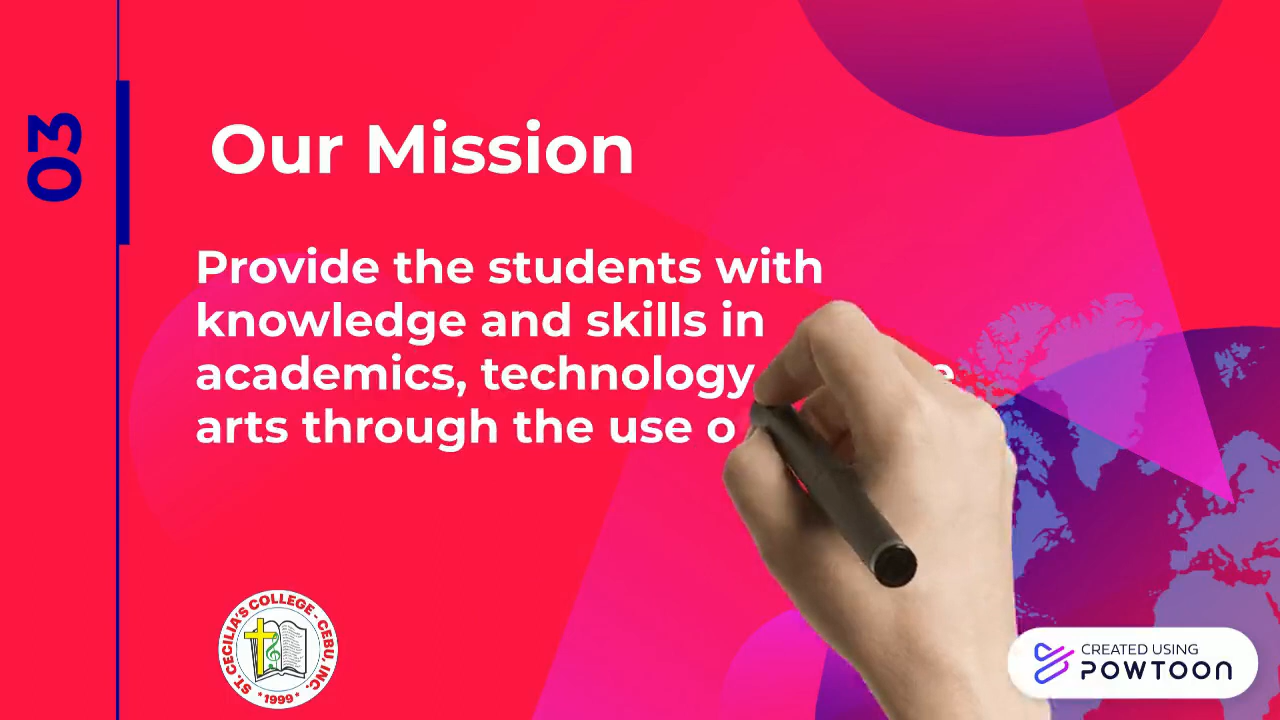 03
Our Mission
Provide the students with
knowledge and skills in
academics, technology
arts through the use o
ST. CECILIA'S COLLEGE - CEBU, INC.
* 1999 *
CREATED USING
POWTOON